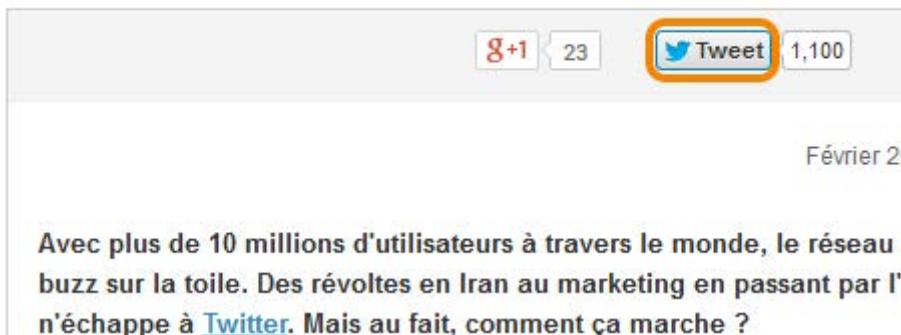 g+1 23 Tweet 1,100
Février 2
Avec plus de 10 millions d'utilisateurs à travers le monde, le réseau
buzz sur la toile. Des révoltes en Iran au marketing en passant par l'
n'échappe à Twitter. Mais au fait, comment ça marche ?